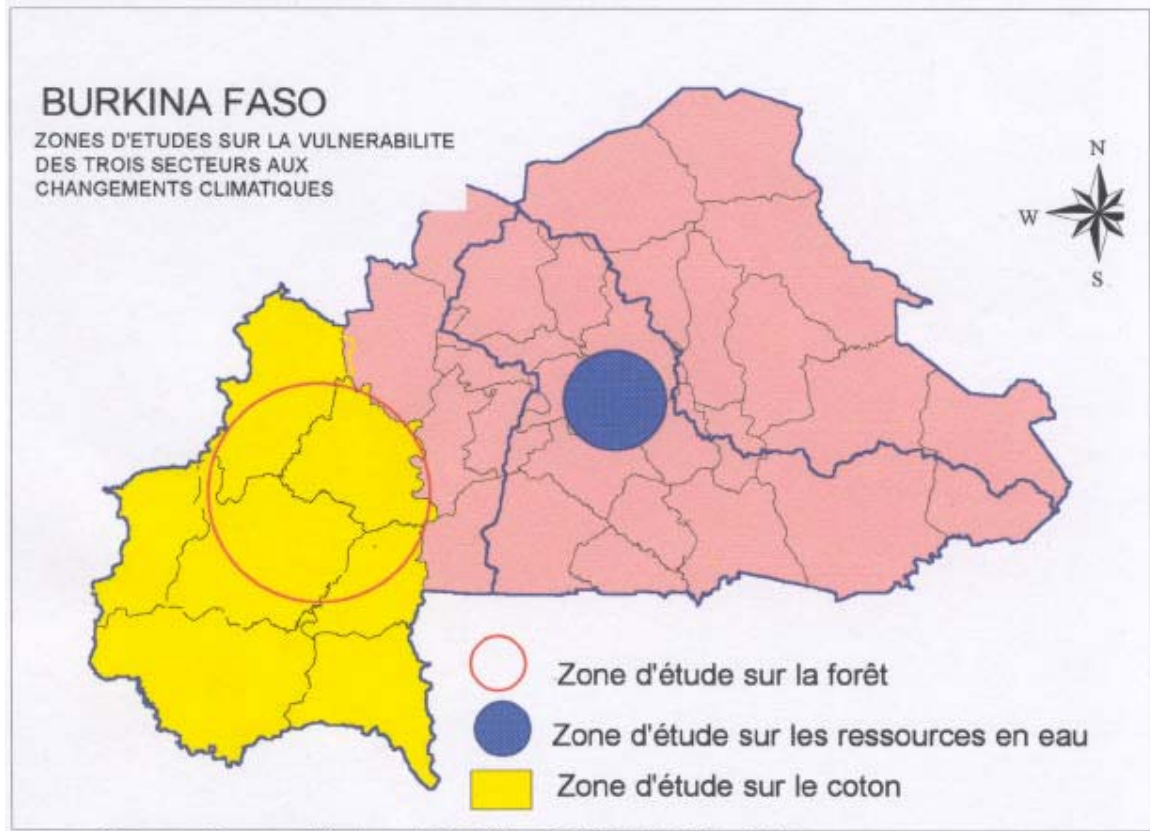 BURKINA FASO
ZONES D'ETUDES SUR LA VULNERABILITE
DES TROIS SECTEURS AUX
CHANGEMENTS CLIMATIQUES
N
W
S
Zone d'étude sur la forêt
Zone d'étude sur les ressources en eau
Zone d'étude sur le coton